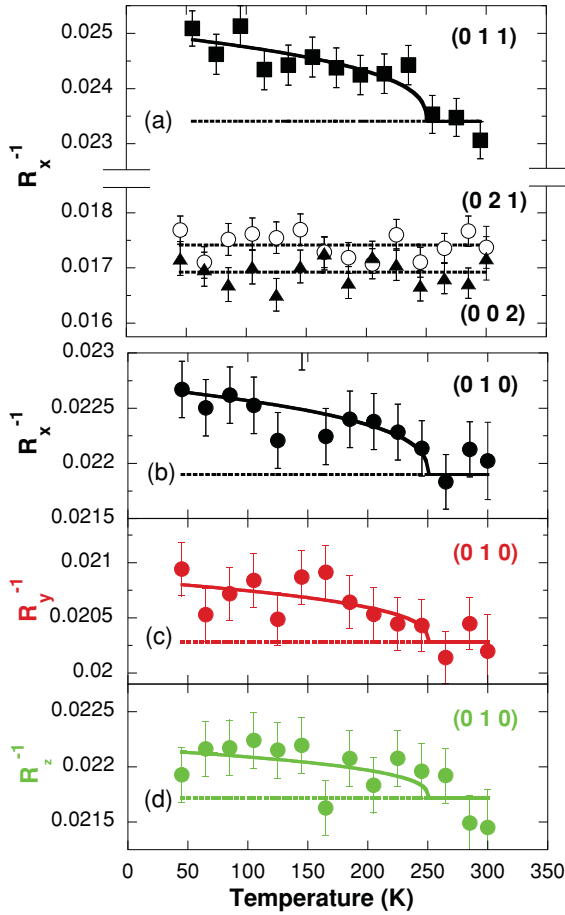 0.025
(0 1 1)
0.024
(a)
0.023
R_x^-1
(0 2 1)
0.018
0.017
0.016
(0 0 2)
0.023
(0 1 0)
0.0225
R_x^-1
0.022
(b)
0.0215
0.021
(0 1 0)
R_y^-1
0.0205
(c)
0.02
0.0225
(0 1 0)
R_z^-1
0.022
(d)
0.0215
0 50 100 150 200 250 300 350
Temperature (K)